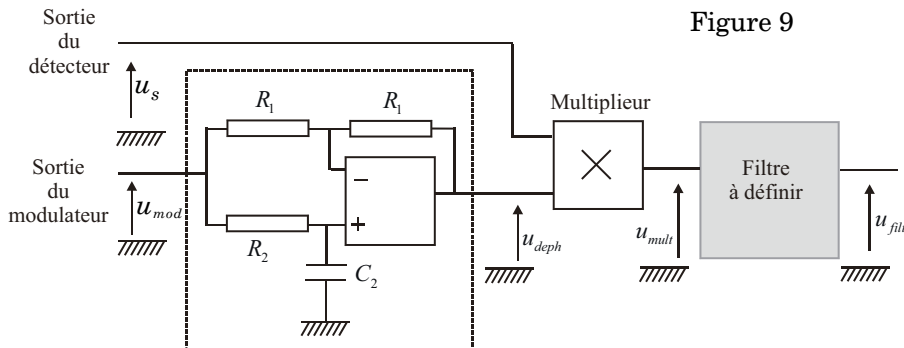 Sortie
du
détecteur
Figure 9
u_s
R_1
R_1
Multiplieur
Sortie
du
modulateur
u_mod
−
+
R_2
C_2
u_deph
×
u_mult
Filtre
à définir
u_filt